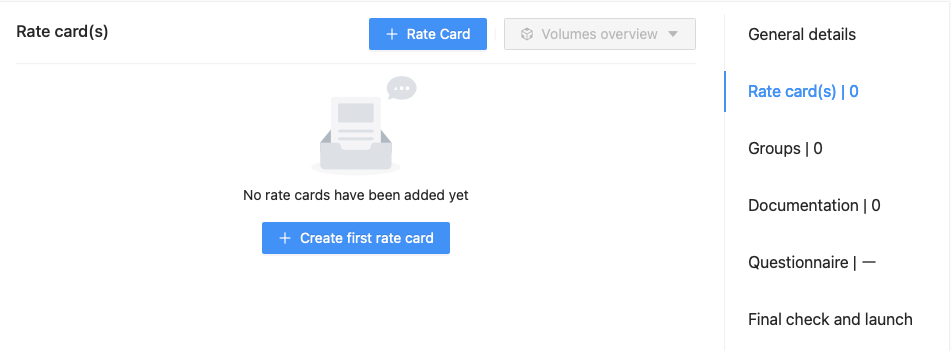 Rate card(s)
+ Rate Card
Volumes overview
No rate cards have been added yet
+ Create first rate card
General details
Rate card(s) | 0
Groups | 0
Documentation | 0
Questionnaire | —
Final check and launch